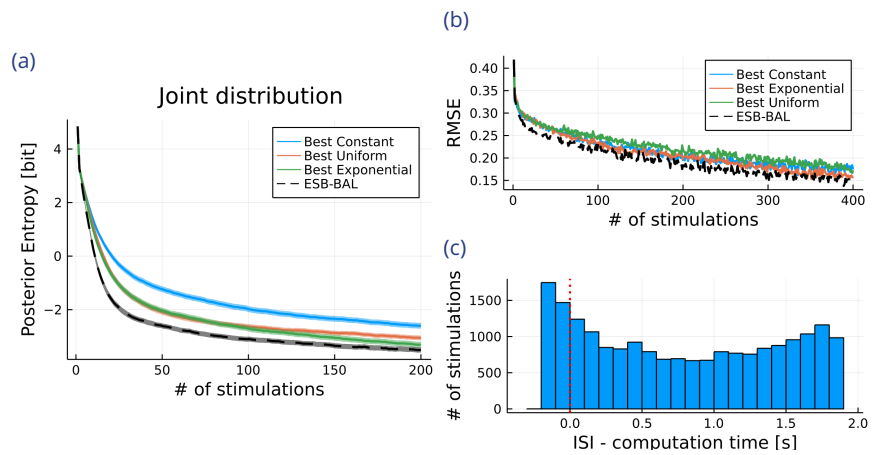 (a)
Joint distribution
Posterior Entropy [bit]
4
2
0
−2
0
50
100
150
200
# of stimulations
Best Constant
Best Uniform
Best Exponential
ESB-BAL
(b)
RMSE
0.40
0.35
0.30
0.25
0.20
0.15
0
100
200
300
400
# of stimulations
Best Constant
Best Exponential
Best Uniform
ESB-BAL
(c)
# of stimulations
1500
1000
500
0
0.0
0.5
1.0
1.5
2.0
ISI - computation time [s]